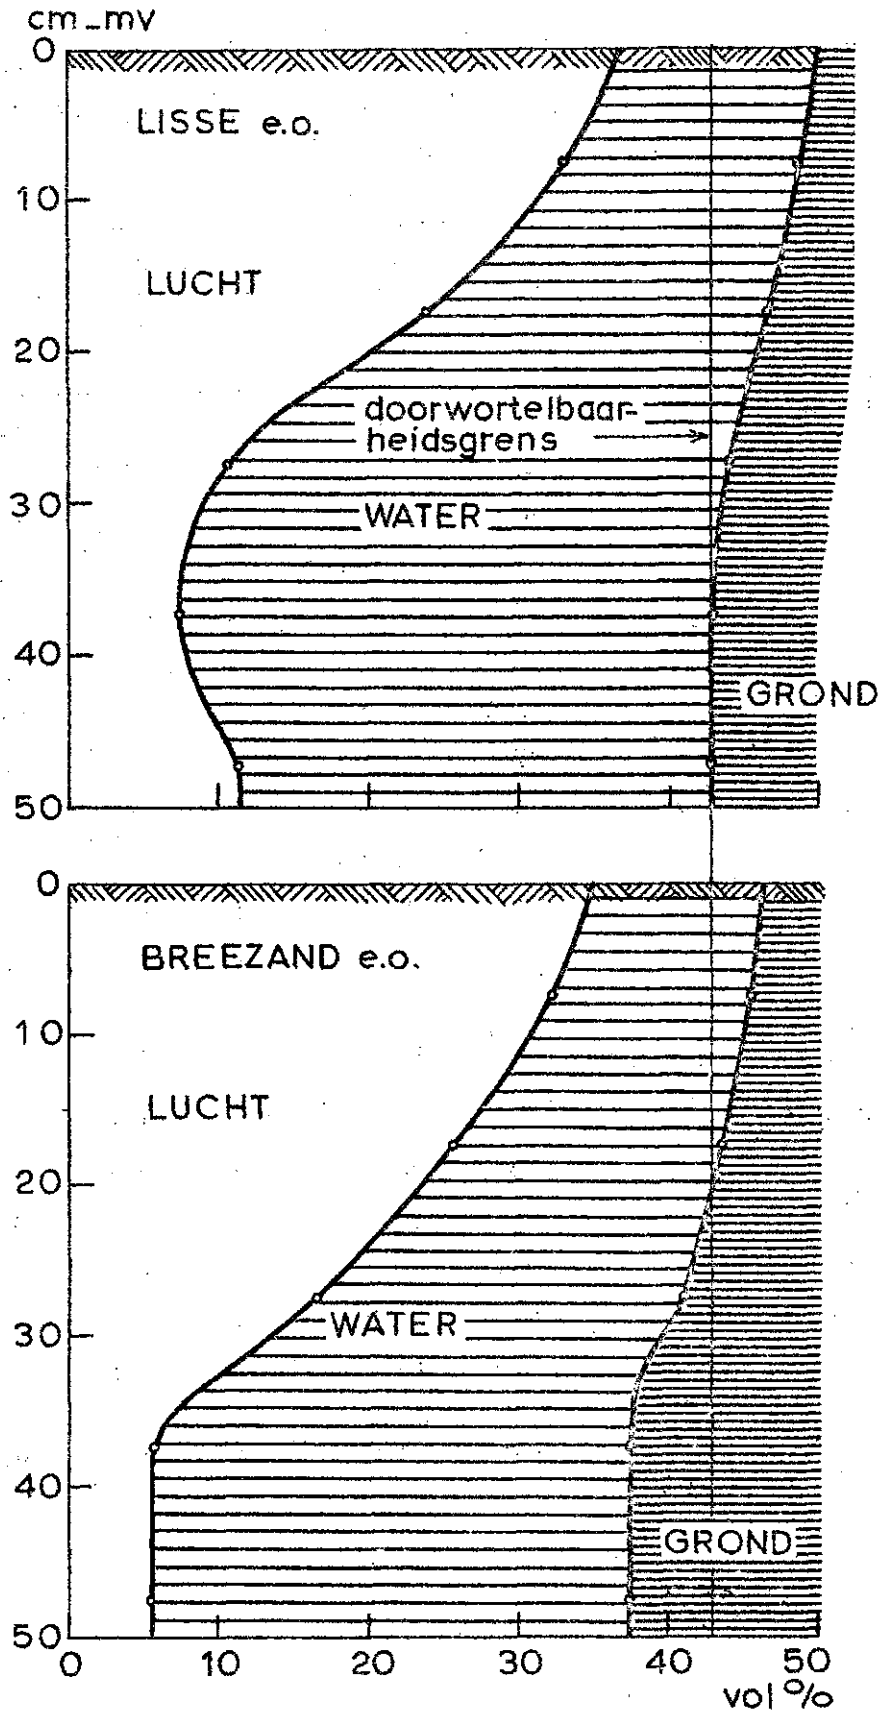 cm_mv
0
LISSE e.o.
10
LUCHT
20
doorwortelbaar-
heidsgrens
30
WATER
40
GROND
50
0
BREEZAND e.o.
10
LUCHT
20
30
WATER
40
GROND
50
0 10 20 30 40 50
vol %